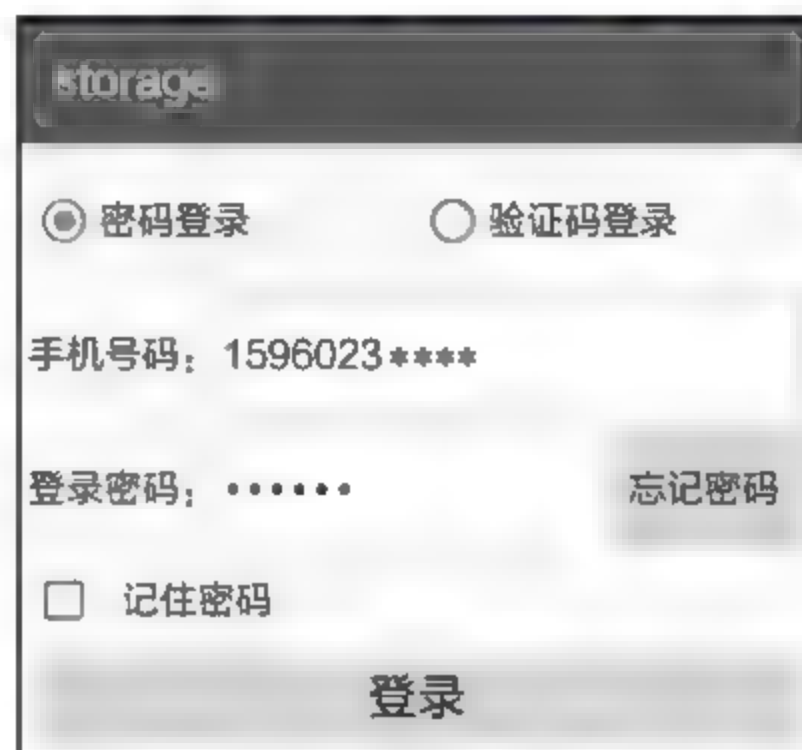 storage
密码登录 验证码登录
手机号码：1596023****
登录密码：•••••• 忘记密码
记住密码
登录